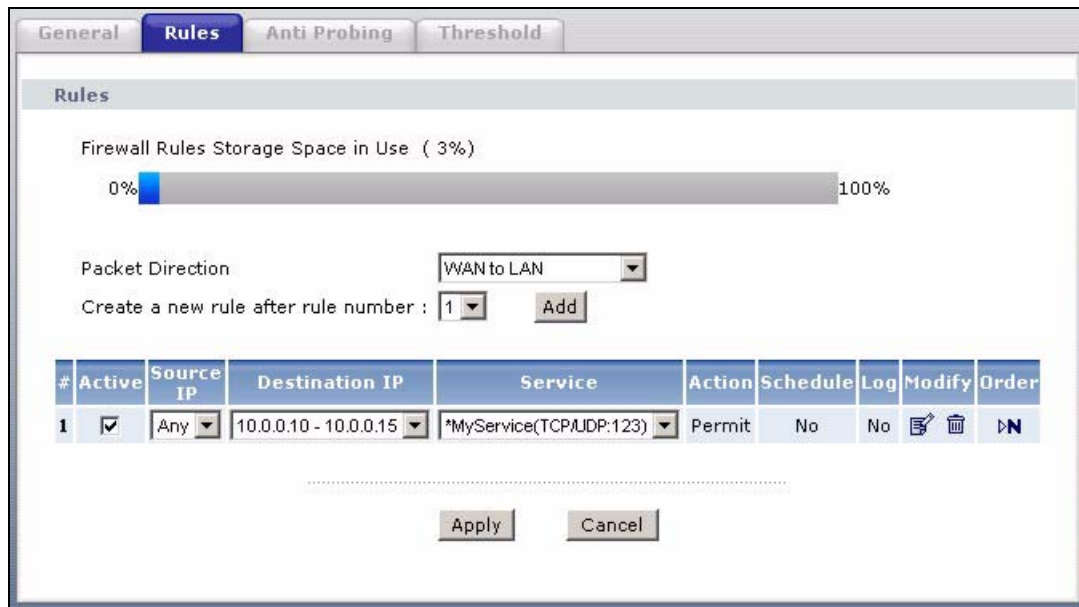 General Rules Anti Probing Threshold
Rules
Firewall Rules Storage Space in Use ( 3%)
0% 100%
Packet Direction WAN to LAN
Create a new rule after rule number : 1 Add
# Active Source IP Destination IP Service Action Schedule Log Modify Order
1 Any 10.0.0.10 - 10.0.0.15 *MyService(TCP/UDP:123) Permit No No N
Apply Cancel